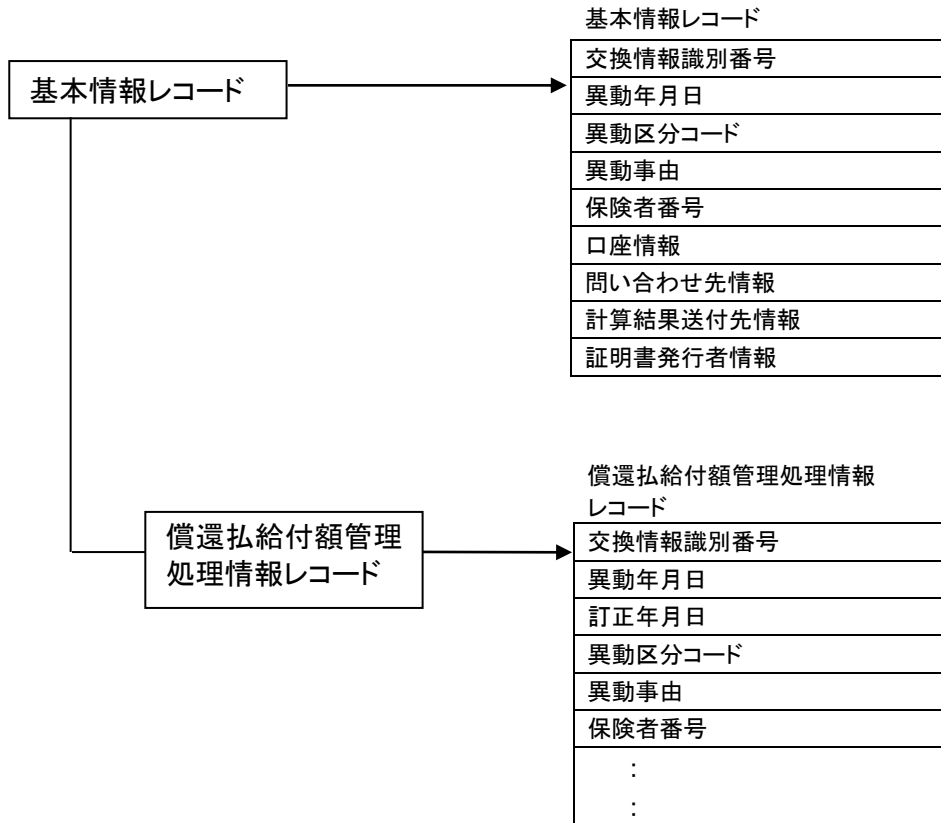 基本情報レコード
基本情報レコード
交換情報識別番号
異動年月日
異動区分コード
異動事由
保険者番号
口座情報
問い合わせ先情報
計算結果送付先情報
証明書発行者情報
償還払給付額管理
処理情報レコード
償還払給付額管理処理情報
レコード
交換情報識別番号
異動年月日
訂正年月日
異動区分コード
異動事由
保険者番号
:
: